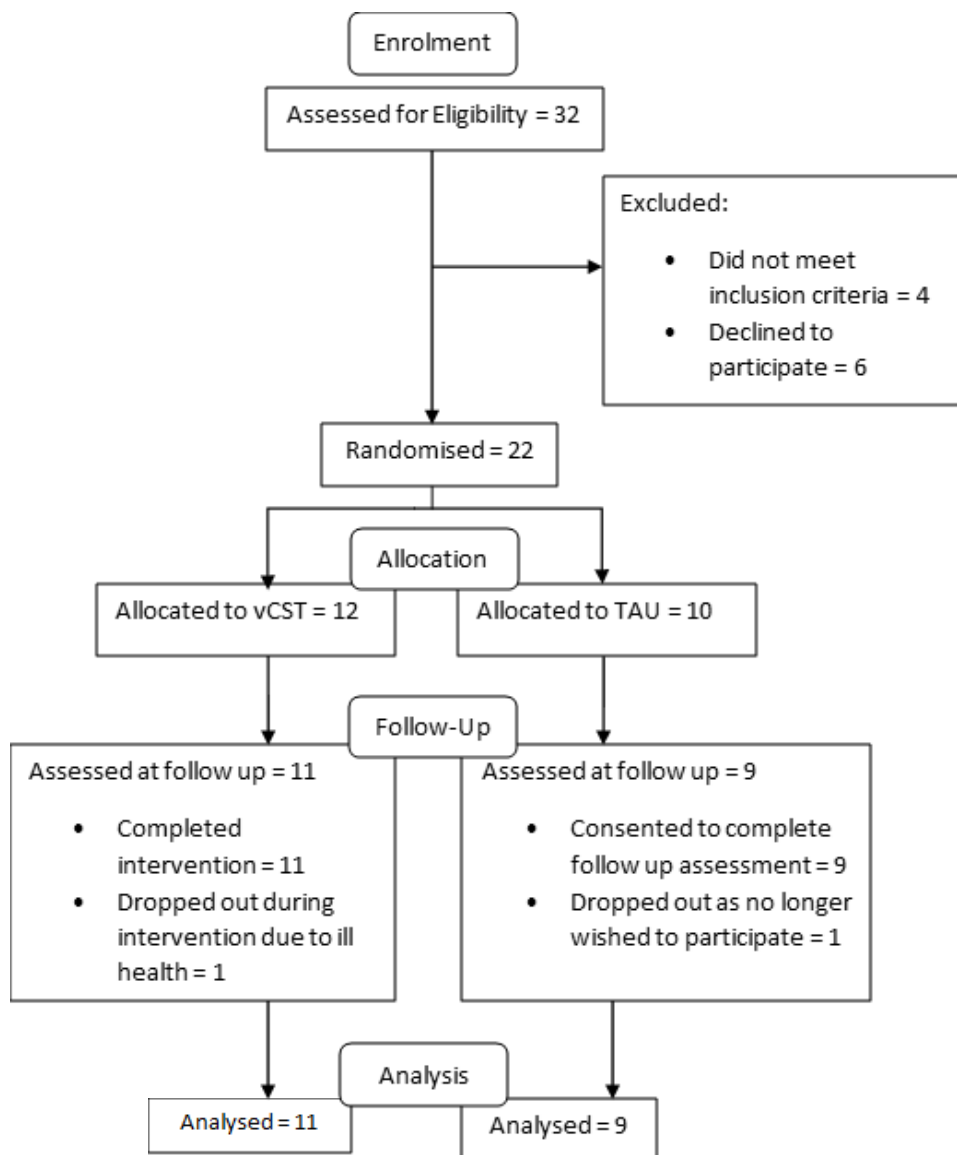 Enrolment
Assessed for Eligibility = 32
Excluded:
• Did not meet
inclusion criteria = 4
• Declined to
participate = 6
Randomised = 22
Allocation
Allocated to vCST = 12
Allocated to TAU = 10
Follow-Up
Assessed at follow up = 11
• Completed
intervention = 11
• Dropped out during
intervention due to ill
health = 1
Assessed at follow up = 9
• Consented to complete
follow up assessment = 9
• Dropped out as no longer
wished to participate = 1
Analysis
Analysed = 11
Analysed = 9